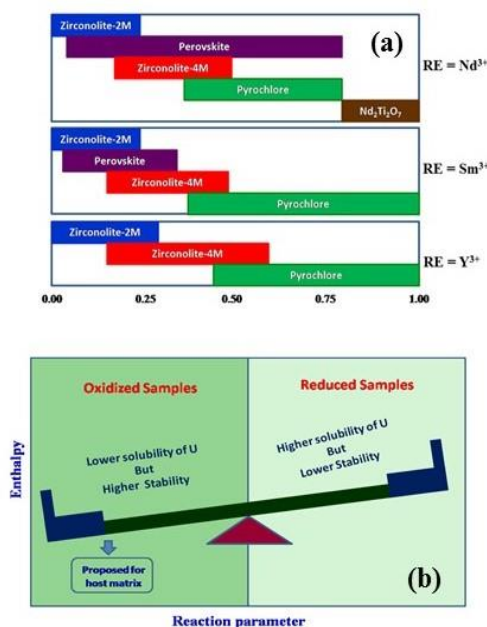 Zirconolite-2M
(a)
Perovskite
Zirconolite-4M
RE = Nd³⁺
Pyrochlore
Nd₂Ti₂O₇
Zirconolite-2M
Perovskite
Zirconolite-4M
RE = Sm³⁺
Pyrochlore
Zirconolite-2M
Zirconolite-4M
RE = Y³⁺
Pyrochlore
0.00 0.25 0.50 0.75 1.00
Enthalpy
Oxidized Samples
Reduced Samples
Lower solubility of U
But
Higher Stability
Higher solubility of U
But
Lower Stability
Proposed for
host matrix
(b)
Reaction parameter